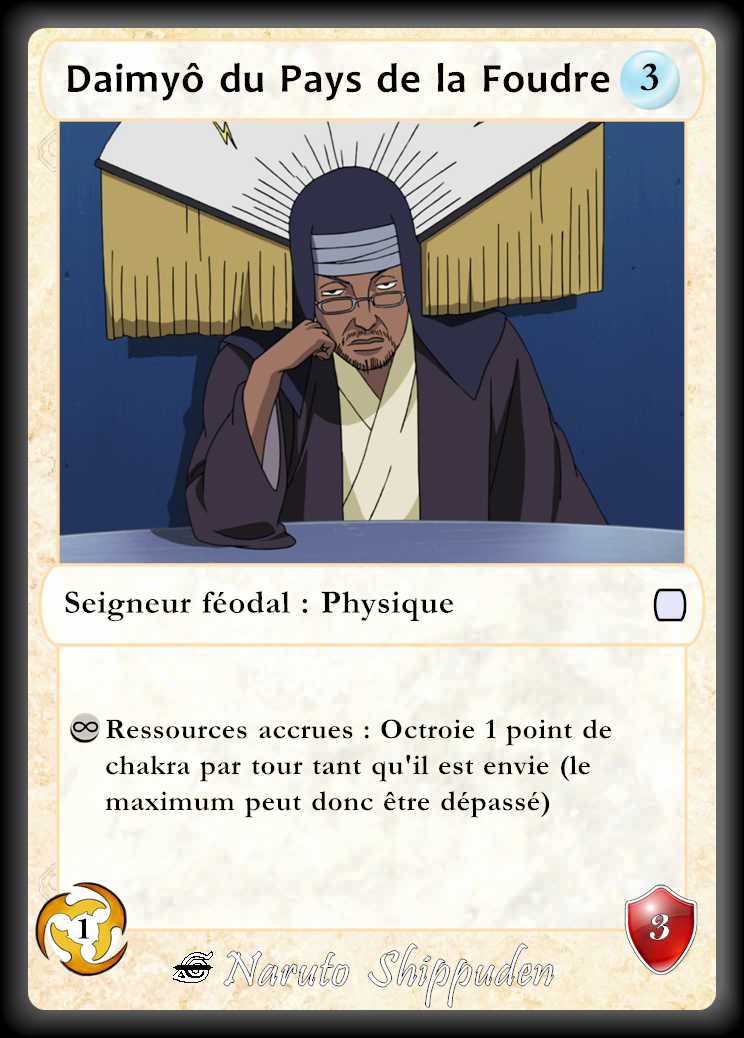 Daimyô du Pays de la Foudre 3
Seigneur féodal : Physique
∞ Ressources accrues : Octroie 1 point de
chakra par tour tant qu'il est envie (le
maximum peut donc être dépassé)
1
3
Naruto Shippuden